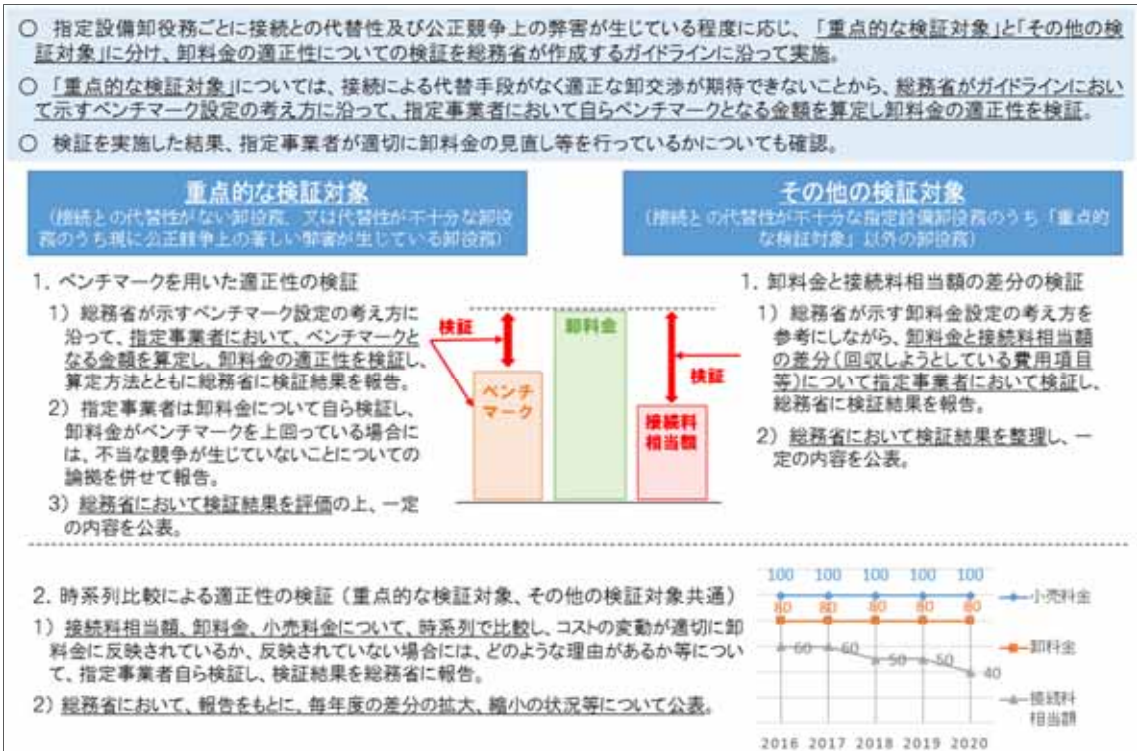 ○ 指定設備卸役務ごとに接続との代替性及び公正競争上の弊害が生じている程度に応じ、「重点的な検証対象」と「その他の検
証対象」に分け、卸料金の適正性についての検証を総務省が作成するガイドラインに沿って実施。
○ 「重点的な検証対象」については、接続による代替手段がなく適正な卸交渉が期待できないことから、総務省がガイドラインにおい
て示すベンチマーク設定の考え方に沿って、指定事業者において自らベンチマークとなる金額を算定し卸料金の適正性を検証。
○ 検証を実施した結果、指定事業者が適切に卸料金の見直し等を行っているかについても確認。
重点的な検証対象
(接続との代替性がない卸役務、又は代替性が不十分な卸役
務のうち現に公正競争上の著しい弊害が生じている卸役務)
1. ベンチマークを用いた適正性の検証
1) 総務省が示すベンチマーク設定の考え方に
沿って、指定事業者において、ベンチマークと
なる金額を算定し、卸料金の適正性を検証し、
算定方法とともに総務省に検証結果を報告。
2) 指定事業者は卸料金について自ら検証し、
卸料金がベンチマークを上回っている場合に
は、不当な競争が生じていないことについての
論拠を併せて報告。
3) 総務省において検証結果を評価の上、一定
の内容を公表。
検証
卸料金
ベンチ
マーク
検証
接続料
相当額
その他の検証対象
(接続との代替性が不十分な指定設備卸役務のうち「重点的
な検証対象」以外の卸役務)
1. 卸料金と接続料相当額の差分の検証
1) 総務省が示す卸料金設定の考え方を
参考にしながら、卸料金と接続料相当額
の差分(回収しようとしている費用項目
等)について指定事業者において検証し、
総務省に検証結果を報告。
2) 総務省において検証結果を整理し、一
定の内容を公表。
2. 時系列比較による適正性の検証 (重点的な検証対象、その他の検証対象共通)
1) 接続料相当額、卸料金、小売料金について、時系列で比較し、コストの変動が適切に卸
料金に反映されているか、反映されていない場合には、どのような理由があるか等につい
て、指定事業者自ら検証し、検証結果を総務省に報告。
2) 総務省において、報告をもとに、毎年度の差分の拡大、縮小の状況等について公表。
100 100 100 100 100
80 80 80 80 80
60 60 50 50 40
2016 2017 2018 2019 2020
小売料金
卸料金
接続料
相当額